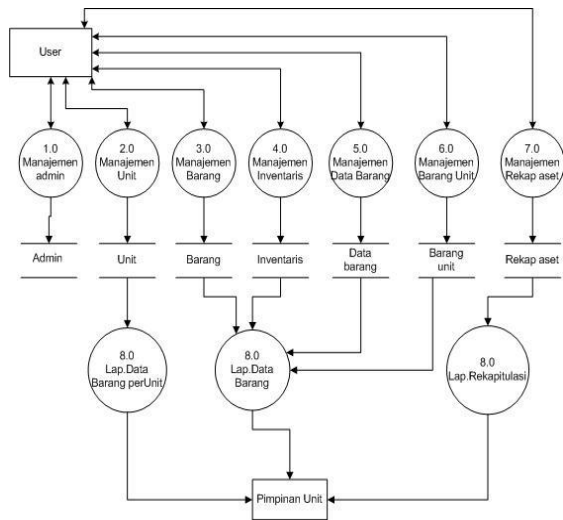 User
1.0
Manajemen
admin
2.0
Manajemen
Unit
3.0
Manajemen
Barang
4.0
Manajemen
Inventaris
5.0
Manajemen
Data Barang
6.0
Manajemen
Barang Unit
7.0
Manajemen
Rekap aset
Admin
Unit
Barang
Inventaris
Data
barang
Barang
unit
Rekap aset
8.0
Lap.Data
Barang perUnit
8.0
Lap.Data
Barang
8.0
Lap.Rekapitulasi
Pimpinan Unit